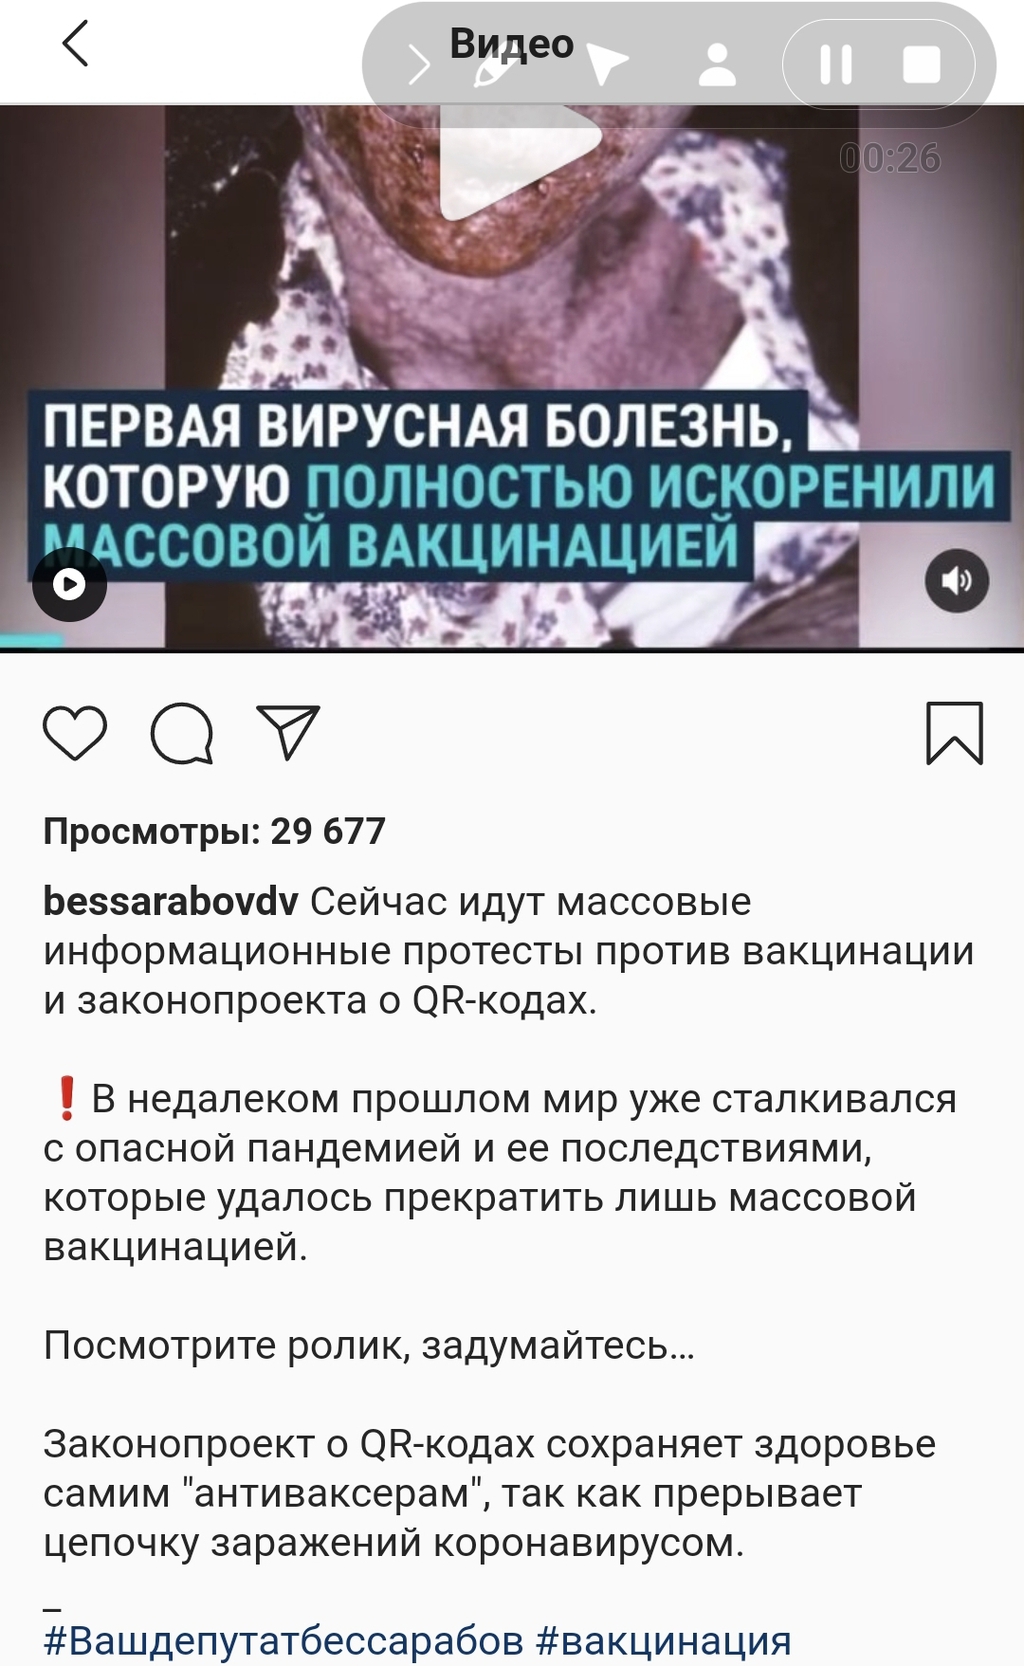 Видео
00:26
ПЕРВАЯ ВИРУСНАЯ БОЛЕЗНЬ,
КОТОРУЮ ПОЛНОСТЬЮ ИСКОРЕНИЛИ
МАССОВОЙ ВАКЦИНАЦИЕЙ
Просмотры: 29 677
bessarabovdv Сейчас идут массовые
информационные протесты против вакцинации
и законопроекта о QR-кодах.
❗В недалеком прошлом мир уже сталкивался
с опасной пандемией и ее последствиями,
которые удалось прекратить лишь массовой
вакцинацией.
Посмотрите ролик, задумайтесь...
Законопроект о QR-кодах сохраняет здоровье
самим "антиваксерам", так как прерывает
цепочку заражений коронавирусом.
_
#Вашдепутатбессарабов #вакцинация